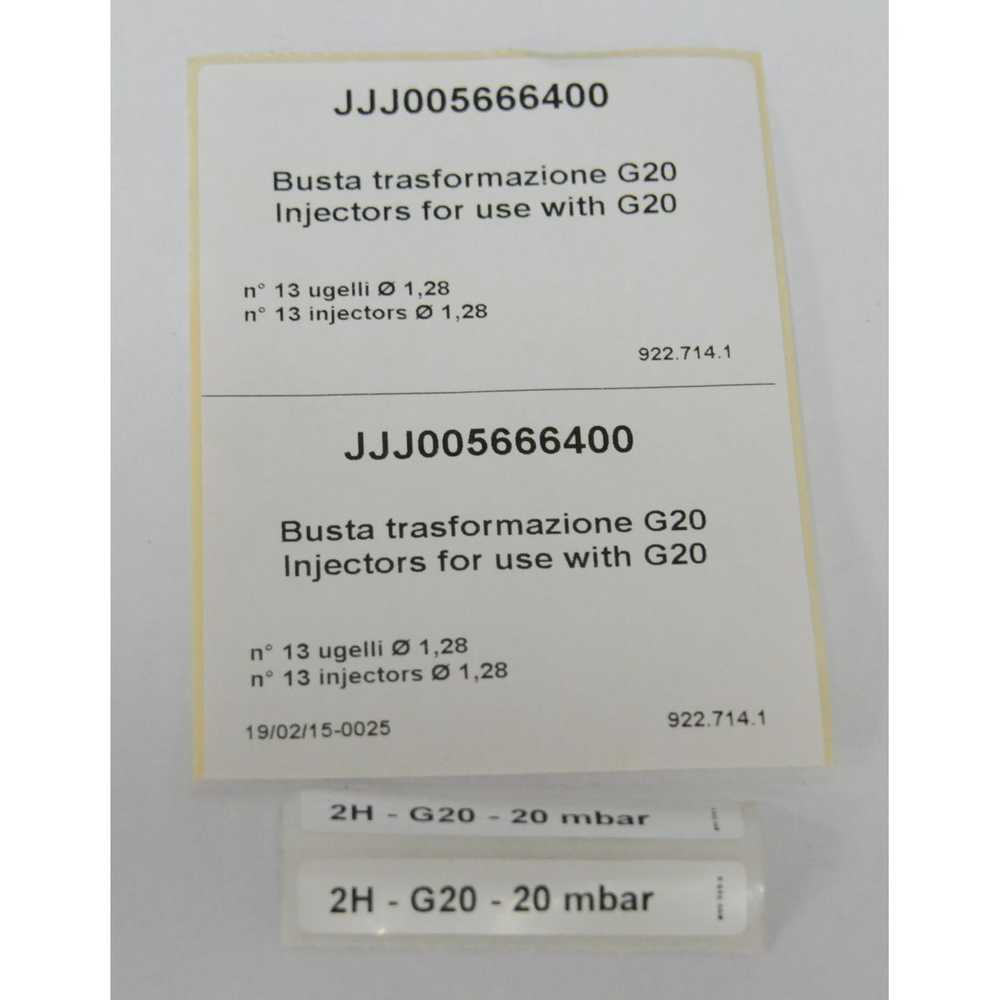 JJJ005666400
Busta trasformazione G20
Injectors for use with G20
n° 13 ugelli Ø 1,28
n° 13 injectors Ø 1,28
922.714.1
JJJ005666400
Busta trasformazione G20
Injectors for use with G20
n° 13 ugelli Ø 1,28
n° 13 injectors Ø 1,28
19/02/15-0025 922.714.1
2H - G20 - 20 mbar
2H - G20 - 20 mbar